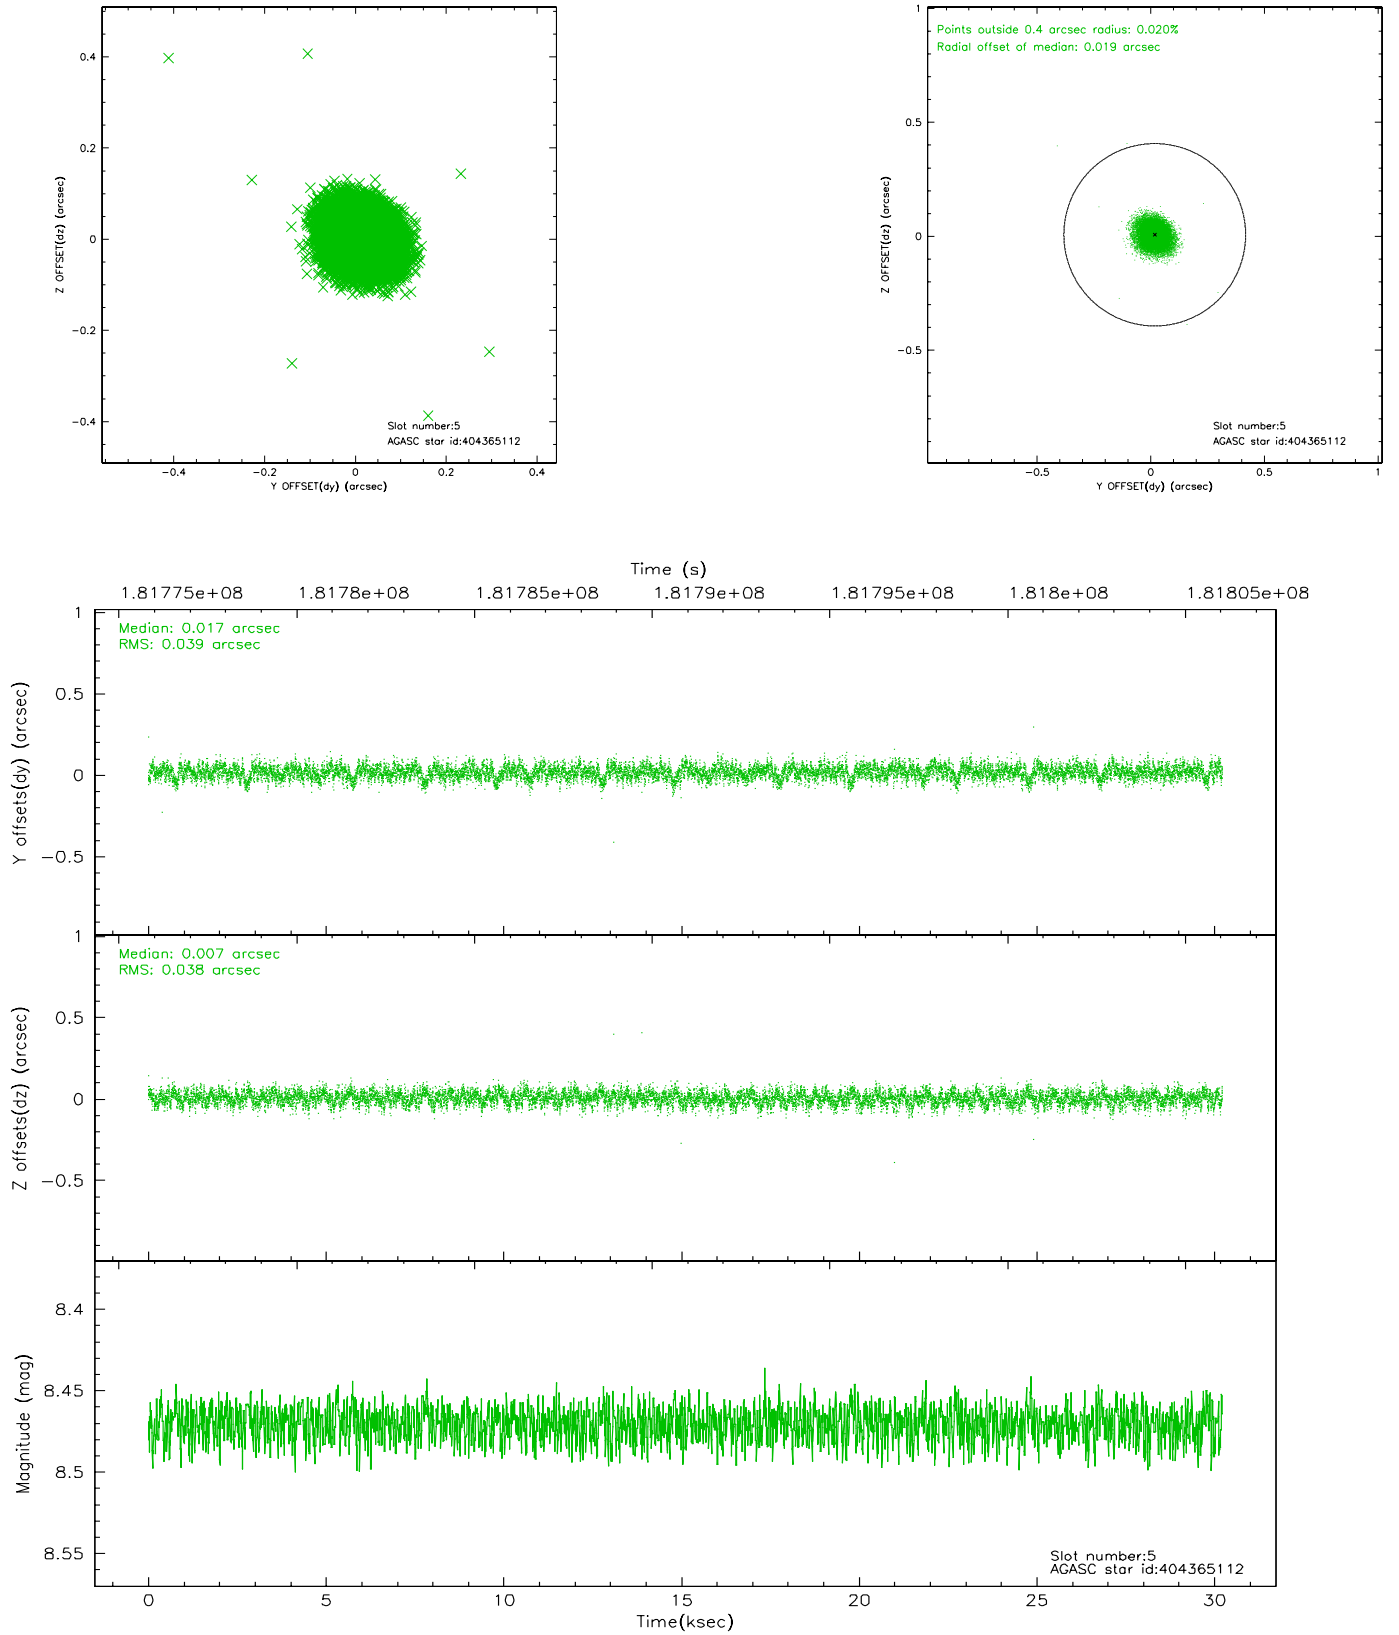 0.4
0.2
0
-0.2
-0.4
Z OFFSET(dz) (arcsec)
Slot number:5
AGASC star id:404365112
-0.4 -0.2 0 0.2 0.4
Y OFFSET(dy) (arcsec)
Points outside 0.4 arcsec radius: 0.020%
Radial offset of median: 0.019 arcsec
1
0.5
0
-0.5
Z OFFSET(dz) (arcsec)
Slot number:5
AGASC star id:404365112
-0.5 0 0.5 1
Y OFFSET(dy) (arcsec)
Time (s)
1.81775e+08 1.8178e+08 1.81785e+08 1.8179e+08 1.81795e+08 1.818e+08 1.81805e+08
Median: 0.017 arcsec
RMS: 0.039 arcsec
1
0.5
0
-0.5
Y offsets(dy) (arcsec)
Median: 0.007 arcsec
RMS: 0.038 arcsec
1
0.5
0
-0.5
Z offsets(dz) (arcsec)
8.4
8.45
8.5
8.55
Magnitude (mag)
Slot number:5
AGASC star id:404365112
0 5 10 15 20 25 30
Time(ksec)